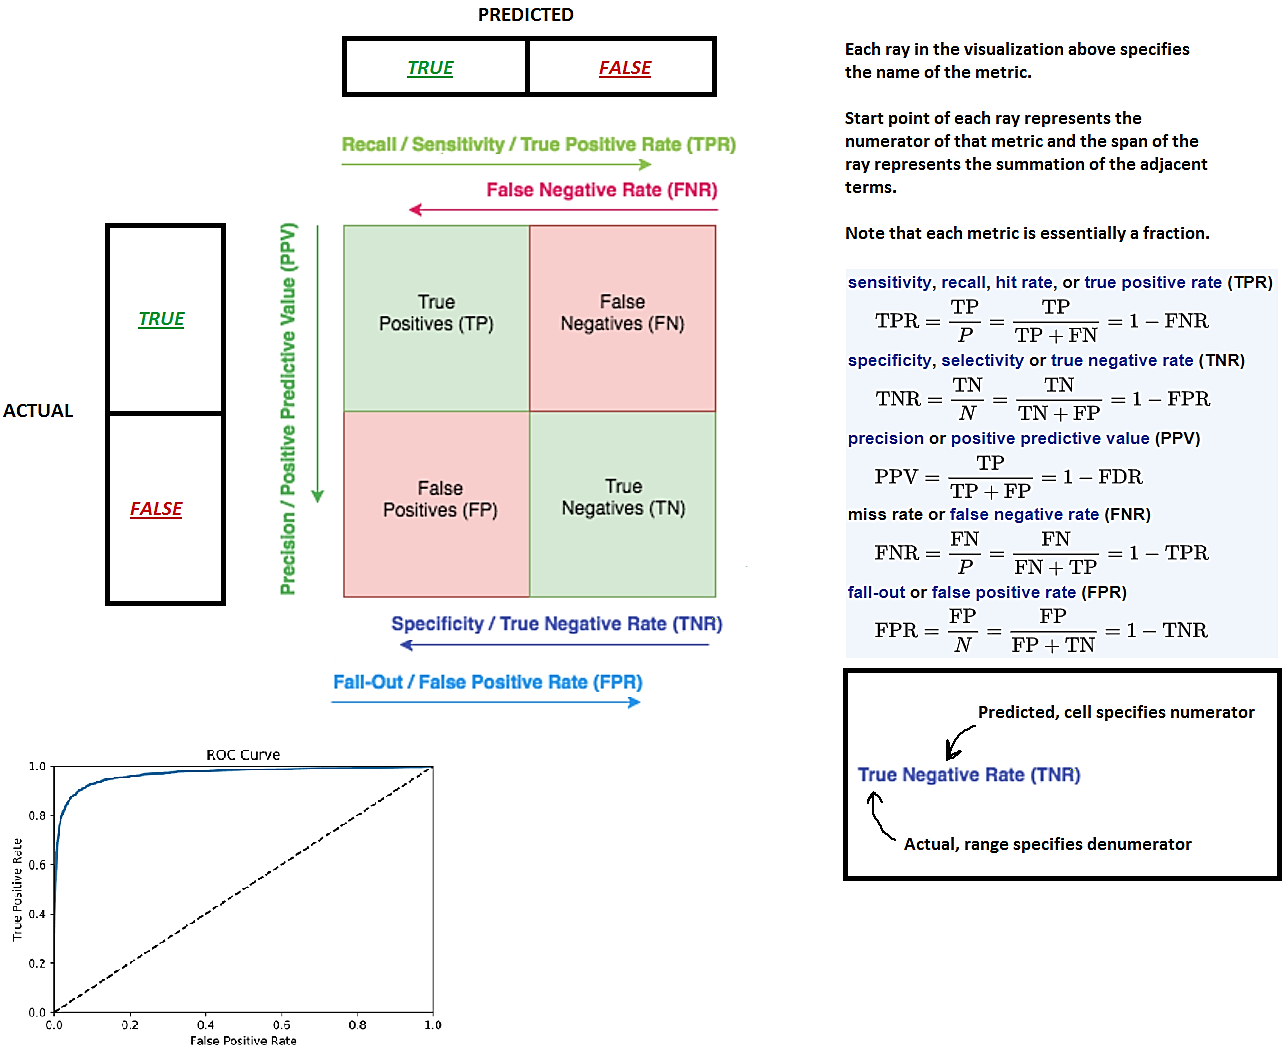 PREDICTED
TRUE
FALSE
Recall / Sensitivity / True Positive Rate (TPR)
False Negative Rate (FNR)
Precision / Positive Predictive Value (PPV)
ACTUAL
TRUE
FALSE
True
Positives (TP)
False
Negatives (FN)
False
Positives (FP)
True
Negatives (TN)
Specificity / True Negative Rate (TNR)
Fall-Out / False Positive Rate (FPR)
Each ray in the visualization above specifies
the name of the metric.
Start point of each ray represents the
numerator of that metric and the span of the
ray represents the summation of the adjacent
terms.
Note that each metric is essentially a fraction.
sensitivity, recall, hit rate, or true positive rate (TPR)
TPR = TP / P = TP / (TP + FN) = 1 − FNR
specificity, selectivity or true negative rate (TNR)
TNR = TN / N = TN / (TN + FP) = 1 − FPR
precision or positive predictive value (PPV)
PPV = TP / (TP + FP) = 1 − FDR
miss rate or false negative rate (FNR)
FNR = FN / P = FN / (FN + TP) = 1 − TPR
fall-out or false positive rate (FPR)
FPR = FP / N = FP / (FP + TN) = 1 − TNR
Predicted, cell specifies numerator
True Negative Rate (TNR)
Actual, range specifies denumerator
ROC Curve
True Positive Rate
1.0
0.8
0.6
0.4
0.2
0.0
0.0 0.2 0.4 0.6 0.8 1.0
False Positive Rate